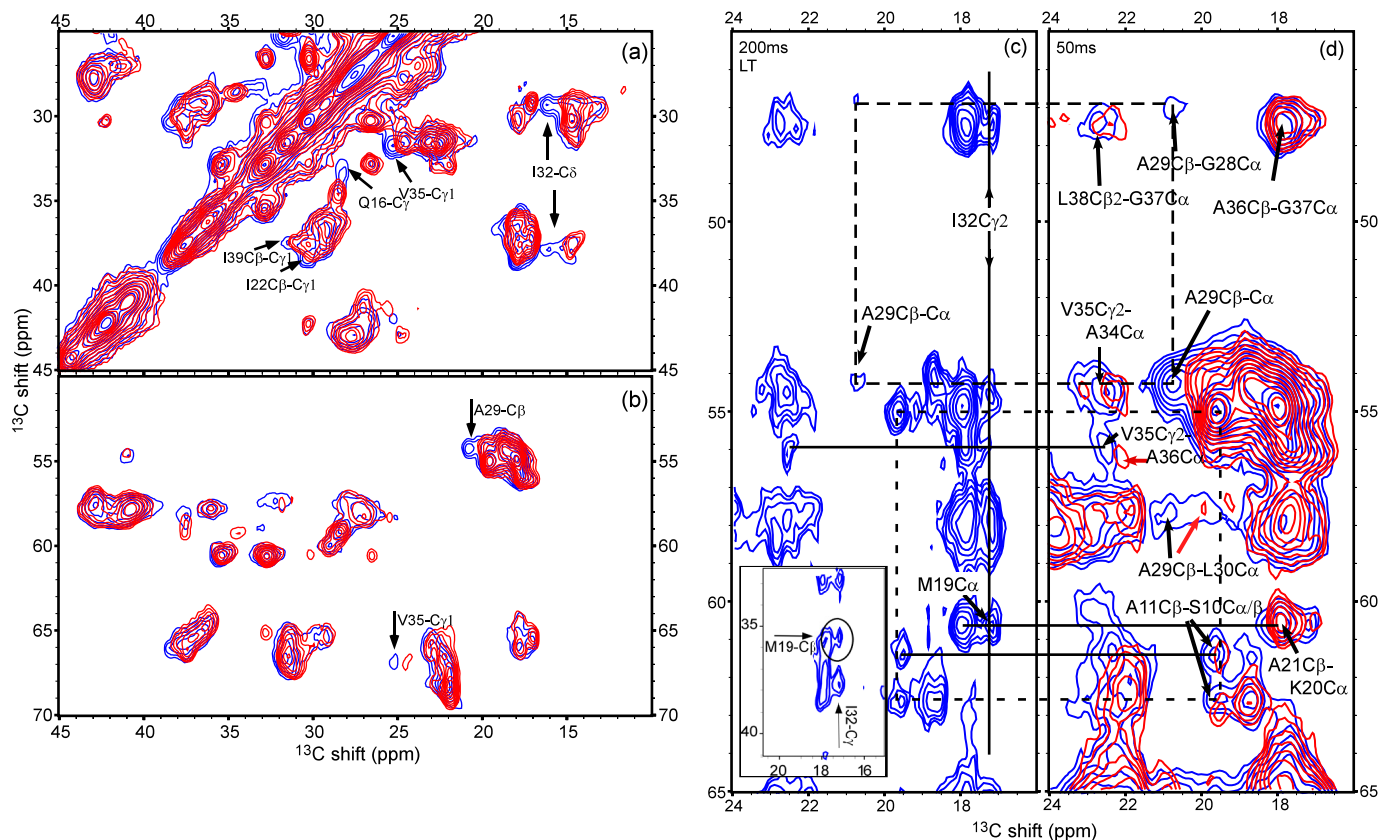 45 40 35 30 25 20 15
(a)
30
35
40
45
I32-Cδ
V35-Cγ1
Q16-Cγ
I39Cβ-Cγ1
I22Cβ-Cγ1
13C shift (ppm)
(b)
55
60
65
70
A29-Cβ
V35-Cγ1
45 40 35 30 25 20 15
13C shift (ppm)
24 22 20 18
200ms
LT
(c)
I32Cγ2
A29Cβ-Cα
M19Cα
35
40
M19-Cβ
I32-Cγ
20 18 16
24 22 20 18
24 22 20 18
50ms
(d)
A29Cβ-G28Cα
L38Cβ2-G37Cα
A36Cβ-G37Cα
50
A29Cβ-Cα
V35Cγ2-
A34Cα
55
V35Cγ2-
A36Cα
A29Cβ-L30Cα
60
A11Cβ-S10Cα/β
A21Cβ-
K20Cα
65
50
55
60
65
24 22 20 18
13C shift (ppm)